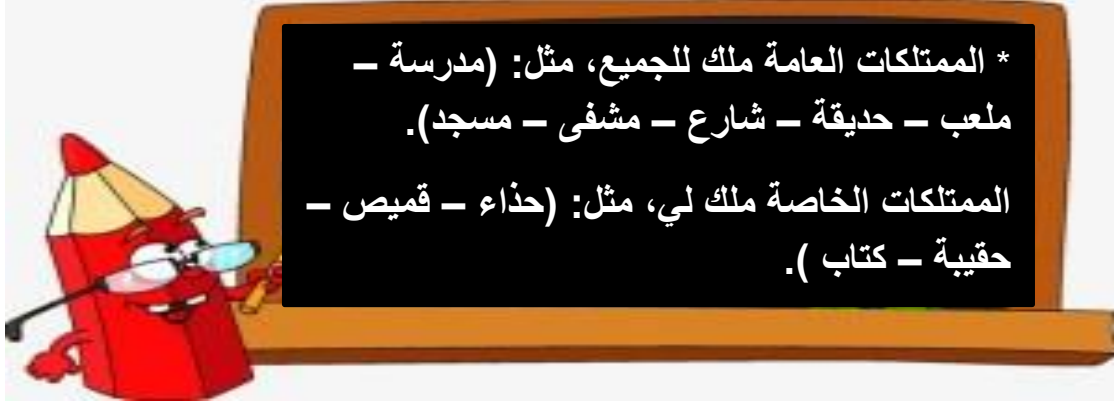 * الممتلكات العامة ملك للجميع، مثل: (مدرسة –
ملعب – حديقة – شارع – مشفى – مسجد).
الممتلكات الخاصة ملك لي، مثل: (حذاء – قميص –
حقيبة – كتاب ).